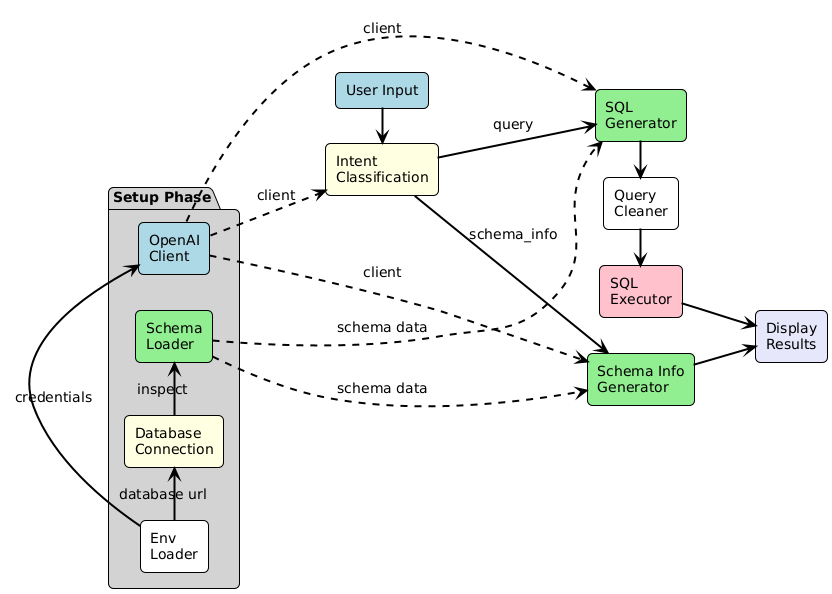 client
User Input
SQL
Generator
query
Intent
Classification
client
Setup Phase
Query
Cleaner
OpenAI
Client
schema_info
client
SQL
Executor
Schema
Loader
schema data
Display
Results
Schema Info
Generator
inspect
schema data
credentials
Database
Connection
database url
Env
Loader